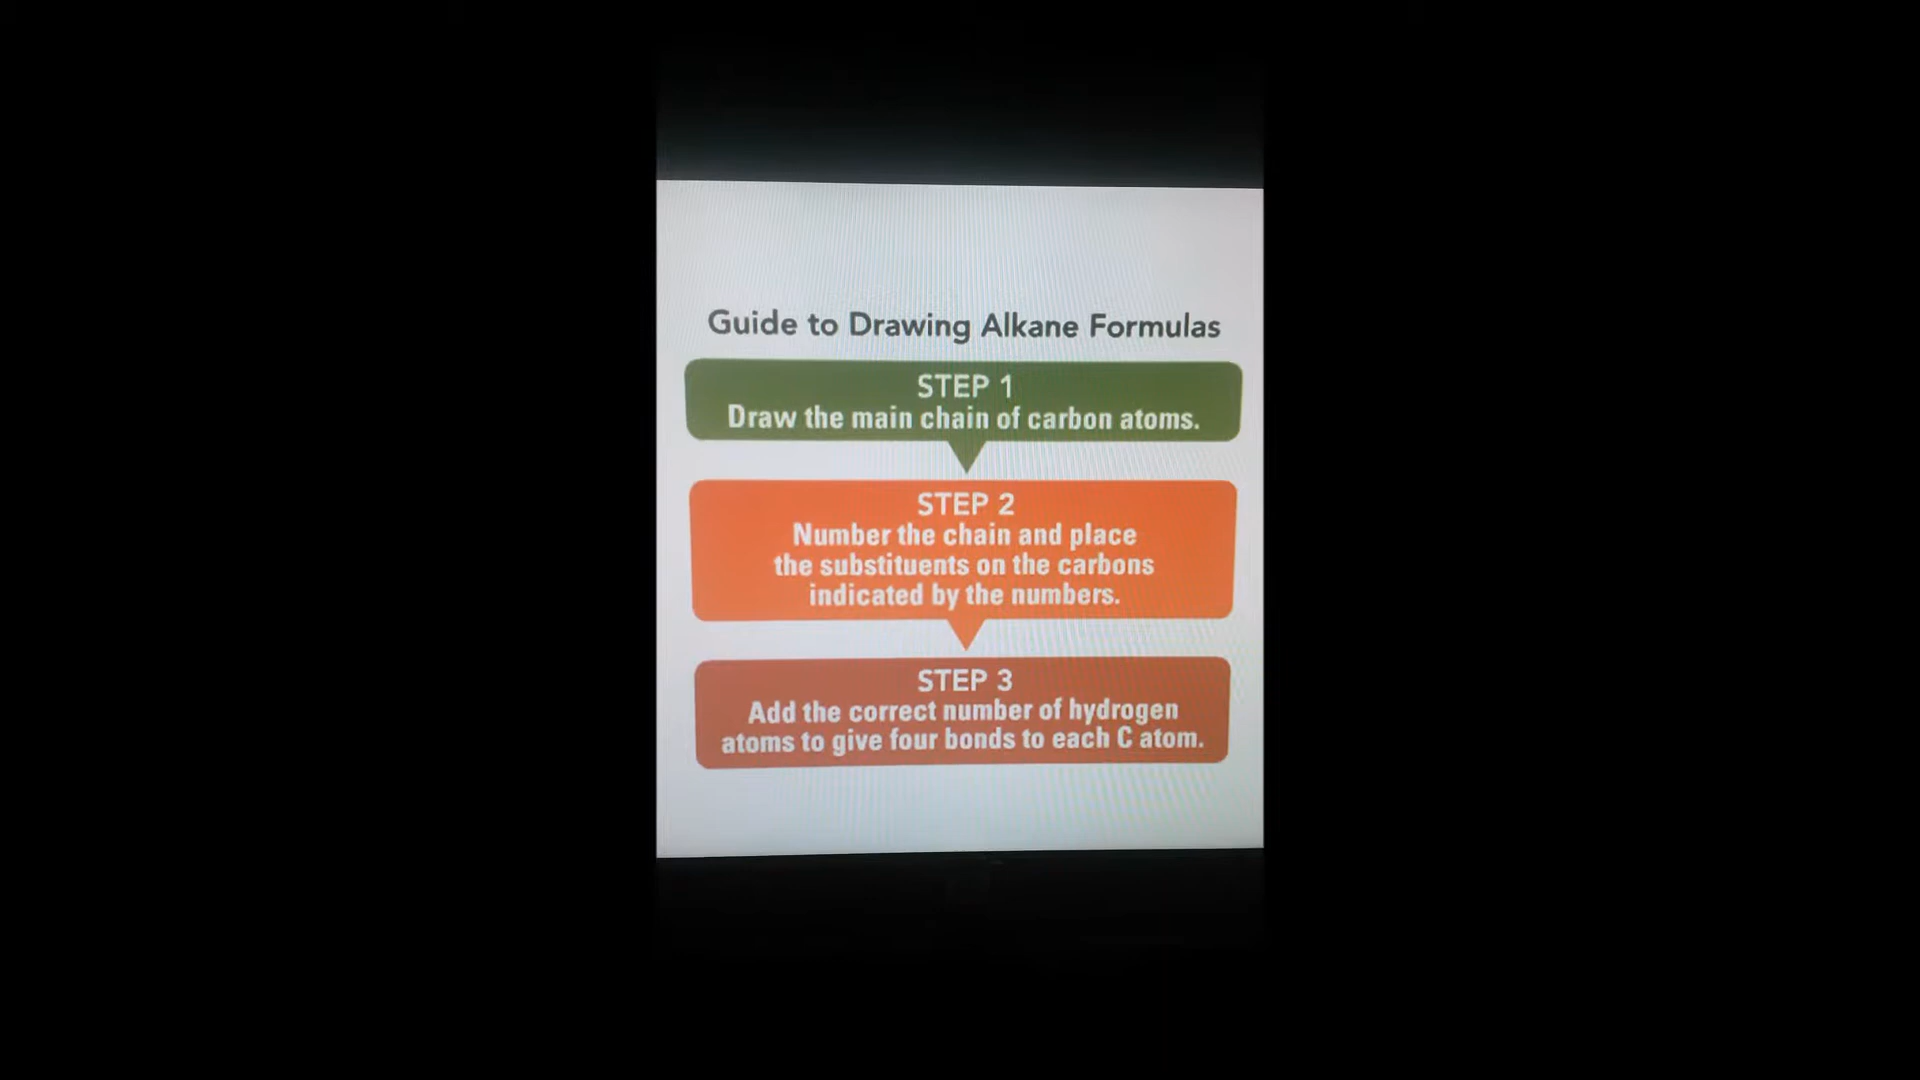 Guide to Drawing Alkane Formulas
STEP 1
Draw the main chain of carbon atoms.
STEP 2
Number the chain and place
the substituents on the carbons
indicated by the numbers.
STEP 3
Add the correct number of hydrogen
atoms to give four bonds to each C atom.